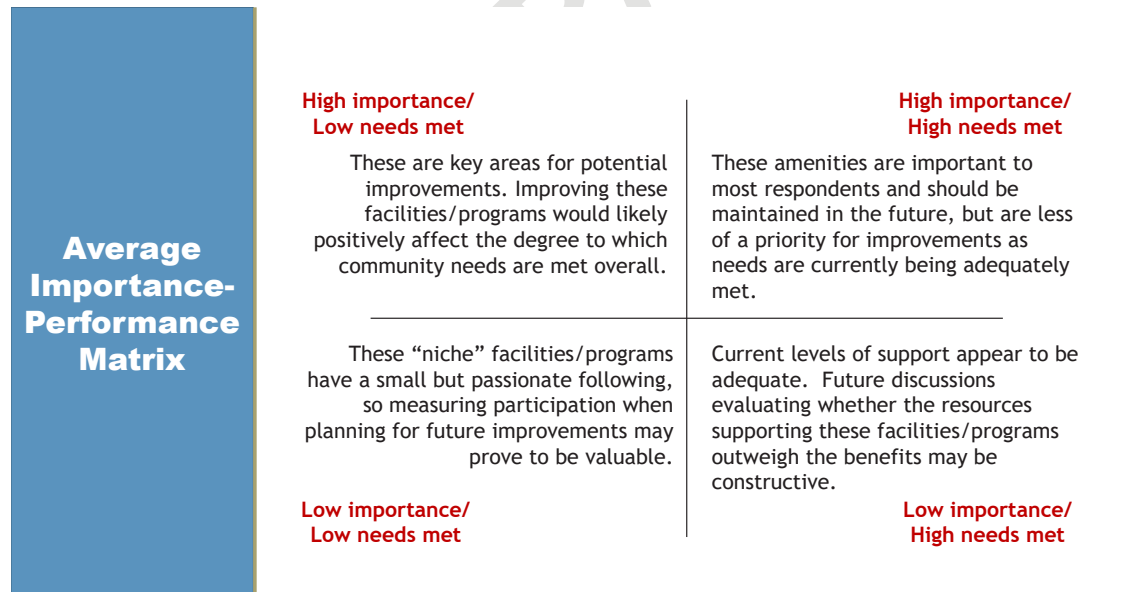 Average
Importance-
Performance
Matrix
High importance/
Low needs met
These are key areas for potential
improvements. Improving these
facilities/programs would likely
positively affect the degree to which
community needs are met overall.
High importance/
High needs met
These amenities are important to
most respondents and should be
maintained in the future, but are less
of a priority for improvements as
needs are currently being adequately
met.
These “niche” facilities/programs
have a small but passionate following,
so measuring participation when
planning for future improvements may
prove to be valuable.
Low importance/
Low needs met
Current levels of support appear to be
adequate.  Future discussions
evaluating whether the resources
supporting these facilities/programs
outweigh the benefits may be
constructive.
Low importance/
High needs met